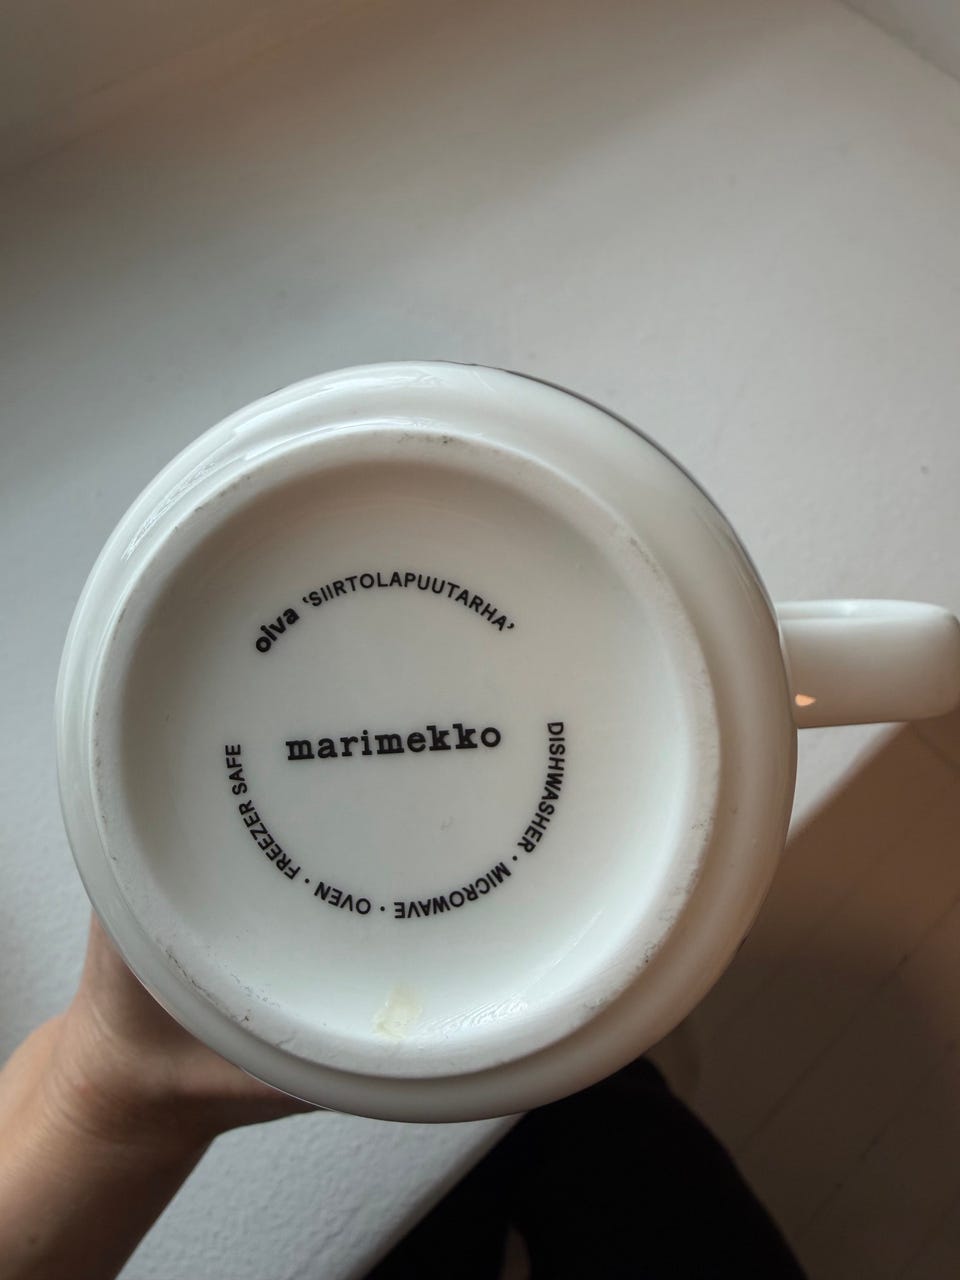 oiva ‘SIIRTOLAPUUTARHA’
marimekko
DISHWASHER · MICROWAVE · OVEN · FREEZER SAFE